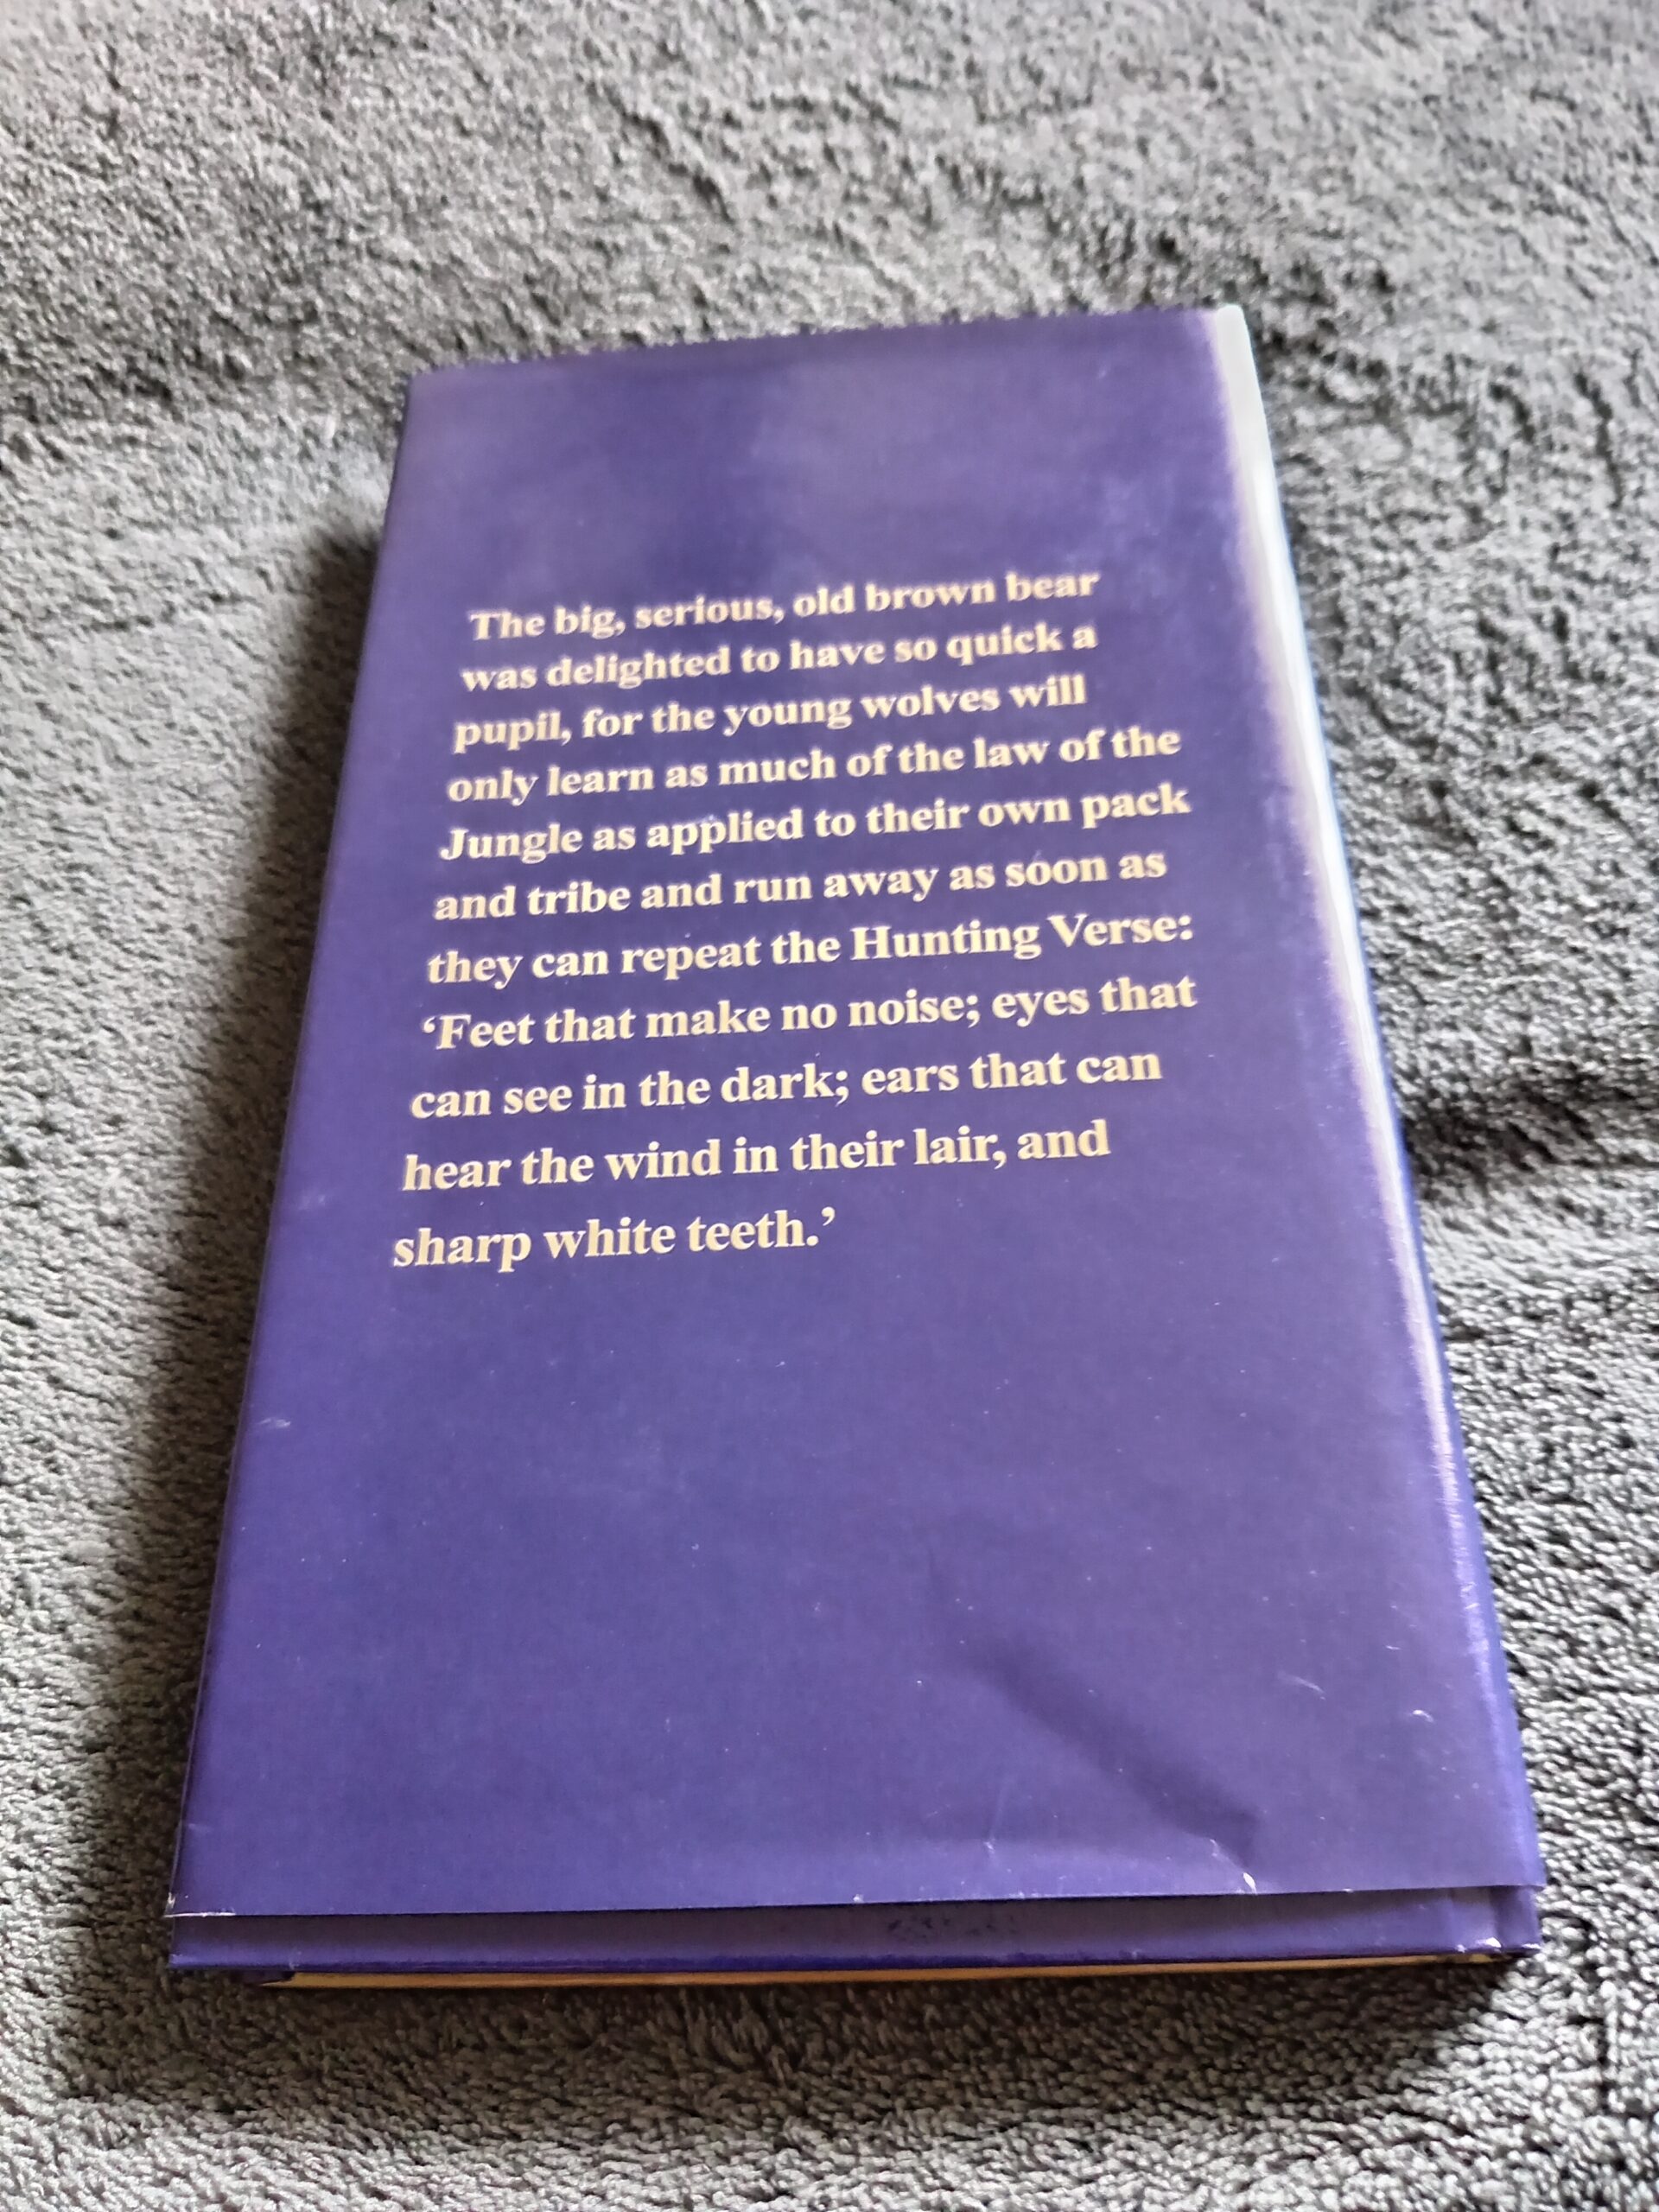 The big, serious, old brown bear
was delighted to have so quick a
pupil, for the young wolves will
only learn as much of the law of the
Jungle as applied to their own pack
and tribe and run away as soon as
they can repeat the Hunting Verse:
‘Feet that make no noise; eyes that
can see in the dark; ears that can
hear the wind in their lair, and
sharp white teeth.’